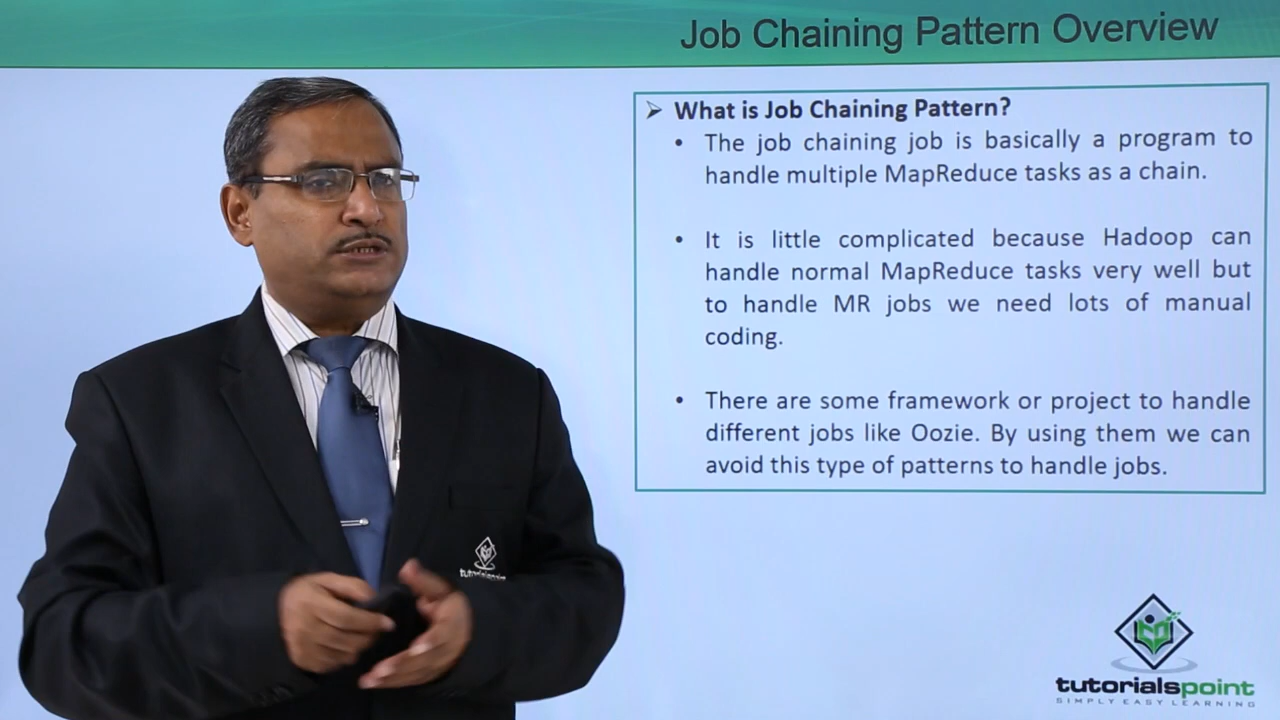 Job Chaining Pattern Overview
➢ What is Job Chaining Pattern?
• The job chaining job is basically a program to
handle multiple MapReduce tasks as a chain.
• It is little complicated because Hadoop can
handle normal MapReduce tasks very well but
to handle MR jobs we need lots of manual
coding.
• There are some framework or project to handle
different jobs like Oozie. By using them we can
avoid this type of patterns to handle jobs.
tutorialspoint
tutorialspoint
SIMPLY EASY LEARNING